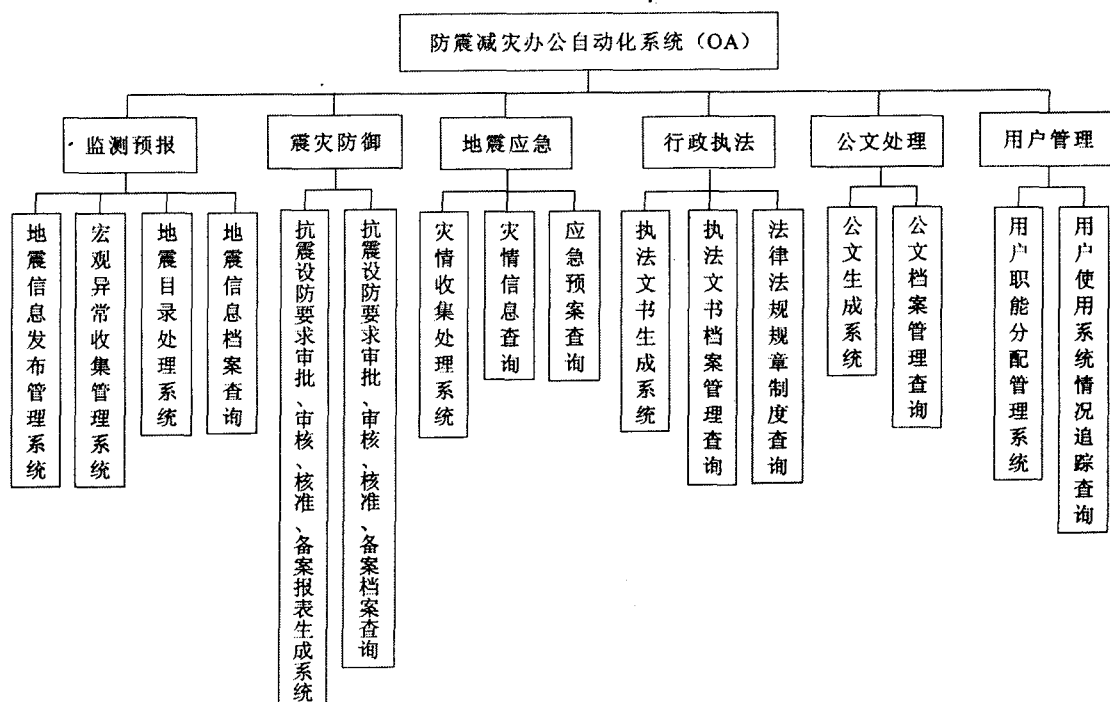 防震减灾办公自动化系统（OA）
监测预报
震灾防御
地震应急
行政执法
公文处理
用户管理
地震信息发布管理系统
宏观异常收集管理系统
地震目录处理系统
地震信息档案查询
抗震设防要求审批、审核、核准、备案报表生成系统
抗震设防要求审批、审核、核准、备案档案查询
灾情收集处理系统
灾情信息查询
应急预案查询
执法文书生成系统
执法文书档案管理查询
法律法规规章制度查询
公文生成系统
公文档案管理查询
用户职能分配管理系统
用户使用系统情况追踪查询